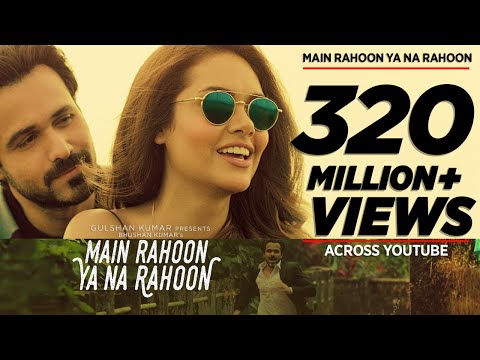 MAIN RAHOON YA NA RAHOON
320
MILLION+
VIEWS
ACROSS YOUTUBE
GULSHAN KUMAR PRESENTS
BHUSHAN KUMAR'S
MAIN RAHOON
YA NA RAHOON